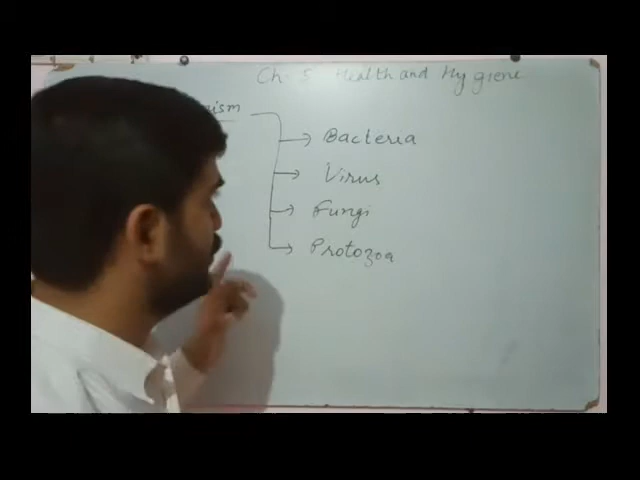 Ch-5 Health and Hygiene
Bacteria
Virus
Fungi
Protozoa